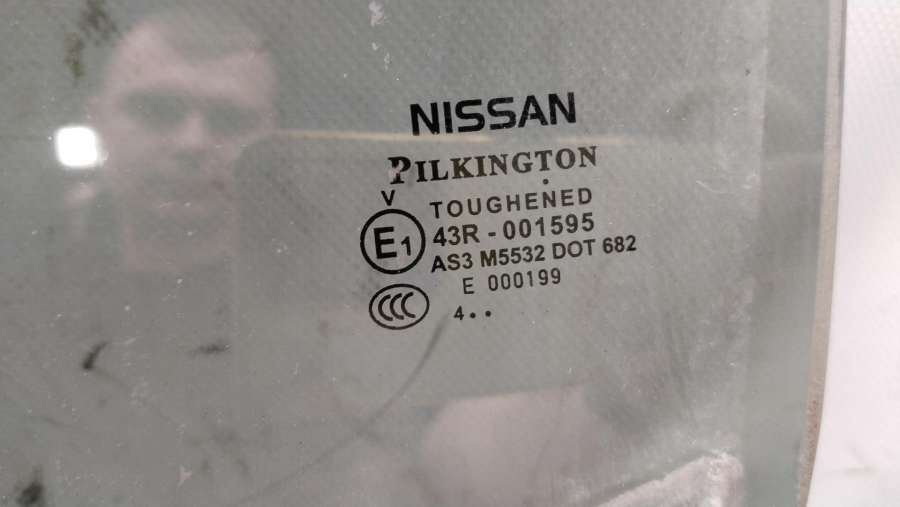 NISSAN
PILKINGTON
V
TOUGHENED
E1
43R - 001595
AS3 M5532 DOT 682
E 000199
CCC
4..